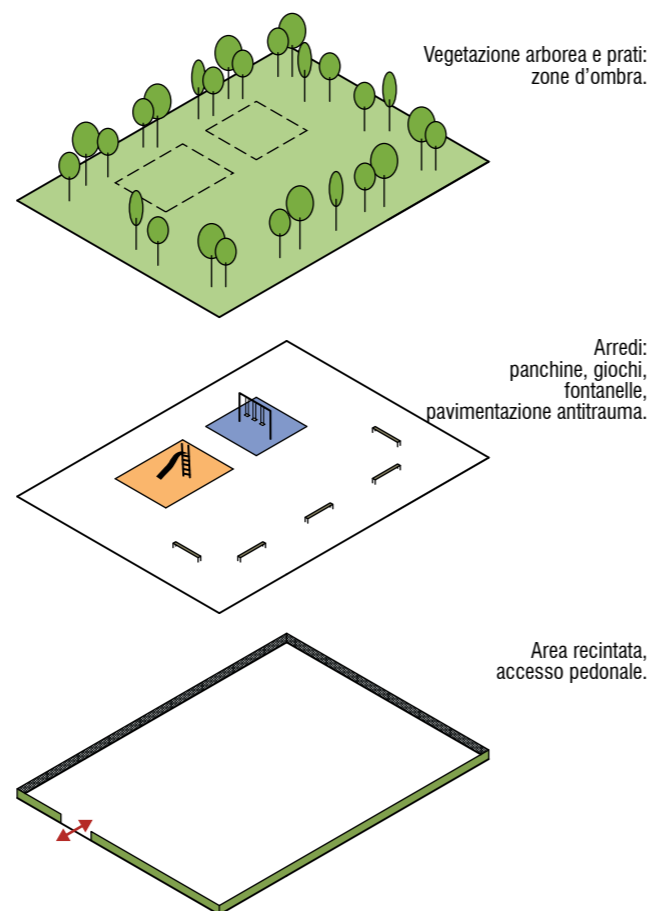 Vegetazione arborea e prati:
zone d'ombra.
Arredi:
panchine, giochi,
fontanelle,
pavimentazione antitrauma.
Area recintata,
accesso pedonale.